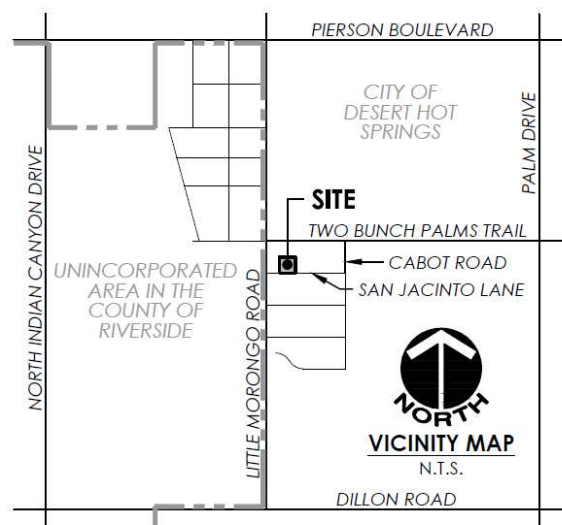 PIERSON BOULEVARD
CITY OF
DESERT HOT
SPRINGS
PALM DRIVE
NORTH INDIAN CANYON DRIVE
SITE
TWO BUNCH PALMS TRAIL
CABOT ROAD
SAN JACINTO LANE
UNINCORPORATED
AREA IN THE
COUNTY OF
RIVERSIDE
LITTLE MORONGO ROAD
NORTH
VICINITY MAP
N.T.S.
DILLON ROAD